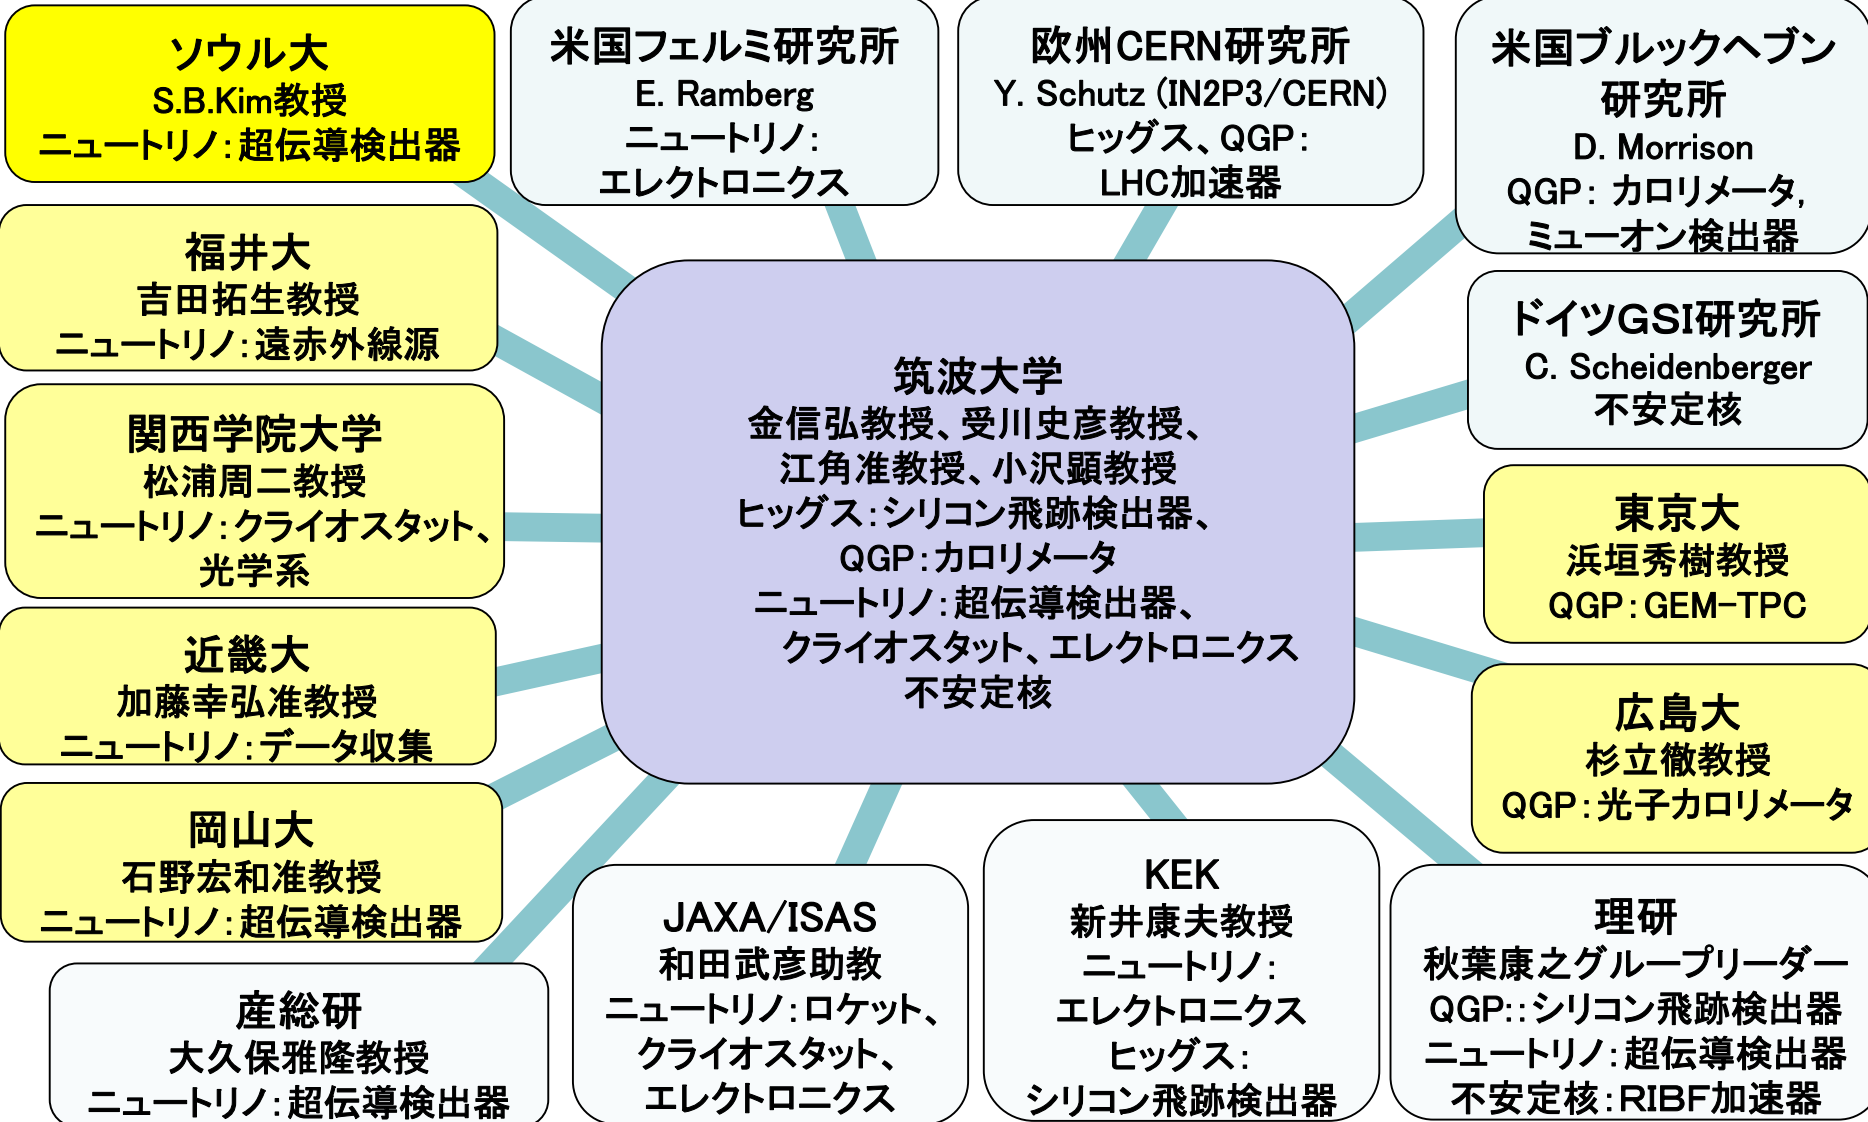 ソウル大
S.B.Kim教授
ニュートリノ：超伝導検出器
米国フェルミ研究所
E. Ramberg
ニュートリノ：
エレクトロニクス
欧州CERN研究所
Y. Schutz (IN2P3/CERN)
ヒッグス、QGP：
LHC加速器
米国ブルックヘブン
研究所
D. Morrison
QGP： カロリメータ,
ミューオン検出器
福井大
吉田拓生教授
ニュートリノ：遠赤外線源
ドイツGSI研究所
C. Scheidenberger
不安定核
関西学院大学
松浦周二教授
ニュートリノ：クライオスタット、
光学系
筑波大学
金信弘教授、受川史彦教授、
江角准教授、小沢顕教授
ヒッグス：シリコン飛跡検出器、
QGP：カロリメータ
ニュートリノ：超伝導検出器、
クライオスタット、エレクトロニクス
不安定核
東京大
浜垣秀樹教授
QGP：GEM-TPC
近畿大
加藤幸弘准教授
ニュートリノ：データ収集
広島大
杉立徹教授
QGP：光子カロリメータ
岡山大
石野宏和准教授
ニュートリノ：超伝導検出器
産総研
大久保雅隆教授
ニュートリノ：超伝導検出器
JAXA/ISAS
和田武彦助教
ニュートリノ：ロケット、
クライオスタット、
エレクトロニクス
KEK
新井康夫教授
ニュートリノ：
エレクトロニクス
ヒッグス：
シリコン飛跡検出器
理研
秋葉康之グループリーダー
QGP:：シリコン飛跡検出器
ニュートリノ：超伝導検出器
不安定核：RIBF加速器